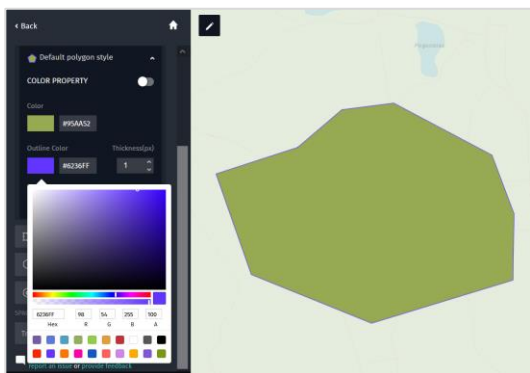 Back
Default polygon style
COLOR PROPERTY
Color
#95AA52
Outline Color Thickness(px)
#6236FF 1
6236FF 98 54 255 100
Hex R G B A
report an issue or provide feedback